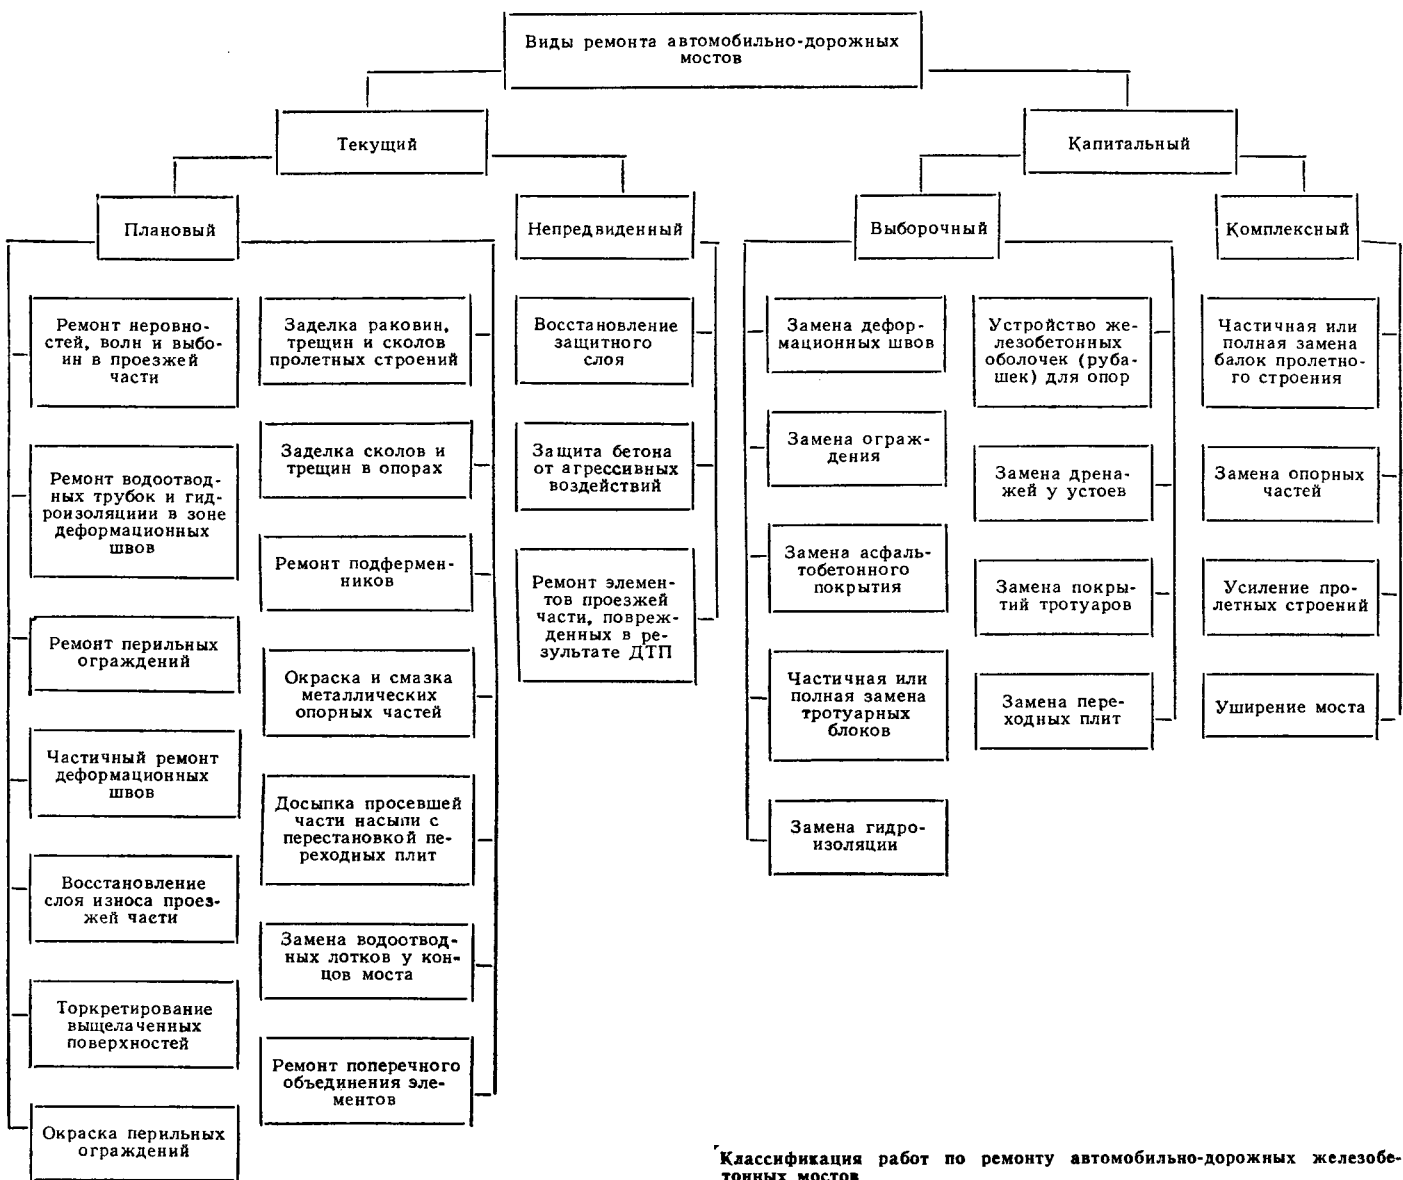 Виды ремонта автомобильно-дорожных
мостов
Текущий
Капитальный
Плановый
Непредвиденный
Выборочный
Комплексный
Ремонт неровно-
стей, волн и выбо-
ин в проезжей
части
Ремонт водоотвод-
ных трубок и гид-
роизоляциии в зоне
деформационных
швов
Ремонт перильных
ограждений
Частичный ремонт
деформационных
швов
Восстановление
слоя износа проез-
жей части
Торкретирование
выщелаченных
поверхностей
Окраска перильных
ограждений
Заделка раковин,
трещин и сколов
пролетных строений
Заделка сколов и
трещин в опорах
Ремонт подфермен-
ников
Окраска и смазка
металлических
опорных частей
Досыпка просевшей
части насыпи с
перестановкой пе-
реходных плит
Замена водоотвод-
ных лотков у кон-
цов моста
Ремонт поперечного
объединения эле-
ментов
Восстановление
защитного
слоя
Защита бетона
от агрессивных
воздействий
Ремонт элемен-
тов проезжей
части, повреж-
денных в ре-
зультате ДТП
Замена дефор-
мационных швов
Замена ограж-
дения
Замена асфаль-
тобетонного
покрытия
Частичная или
полная замена
тротуарных
блоков
Замена гидро-
изоляции
Устройство же-
лезобетонных
оболочек (руба-
шек) для опор
Замена дрена-
жей у устоев
Замена покры-
тий тротуаров
Замена пере-
ходных плит
Частичная или
полная замена
балок пролетно-
го строения
Замена опорных
частей
Усиление про-
летных строений
Уширение моста
Классификация работ по ремонту автомобильно-дорожных железобе-
тонных мостов